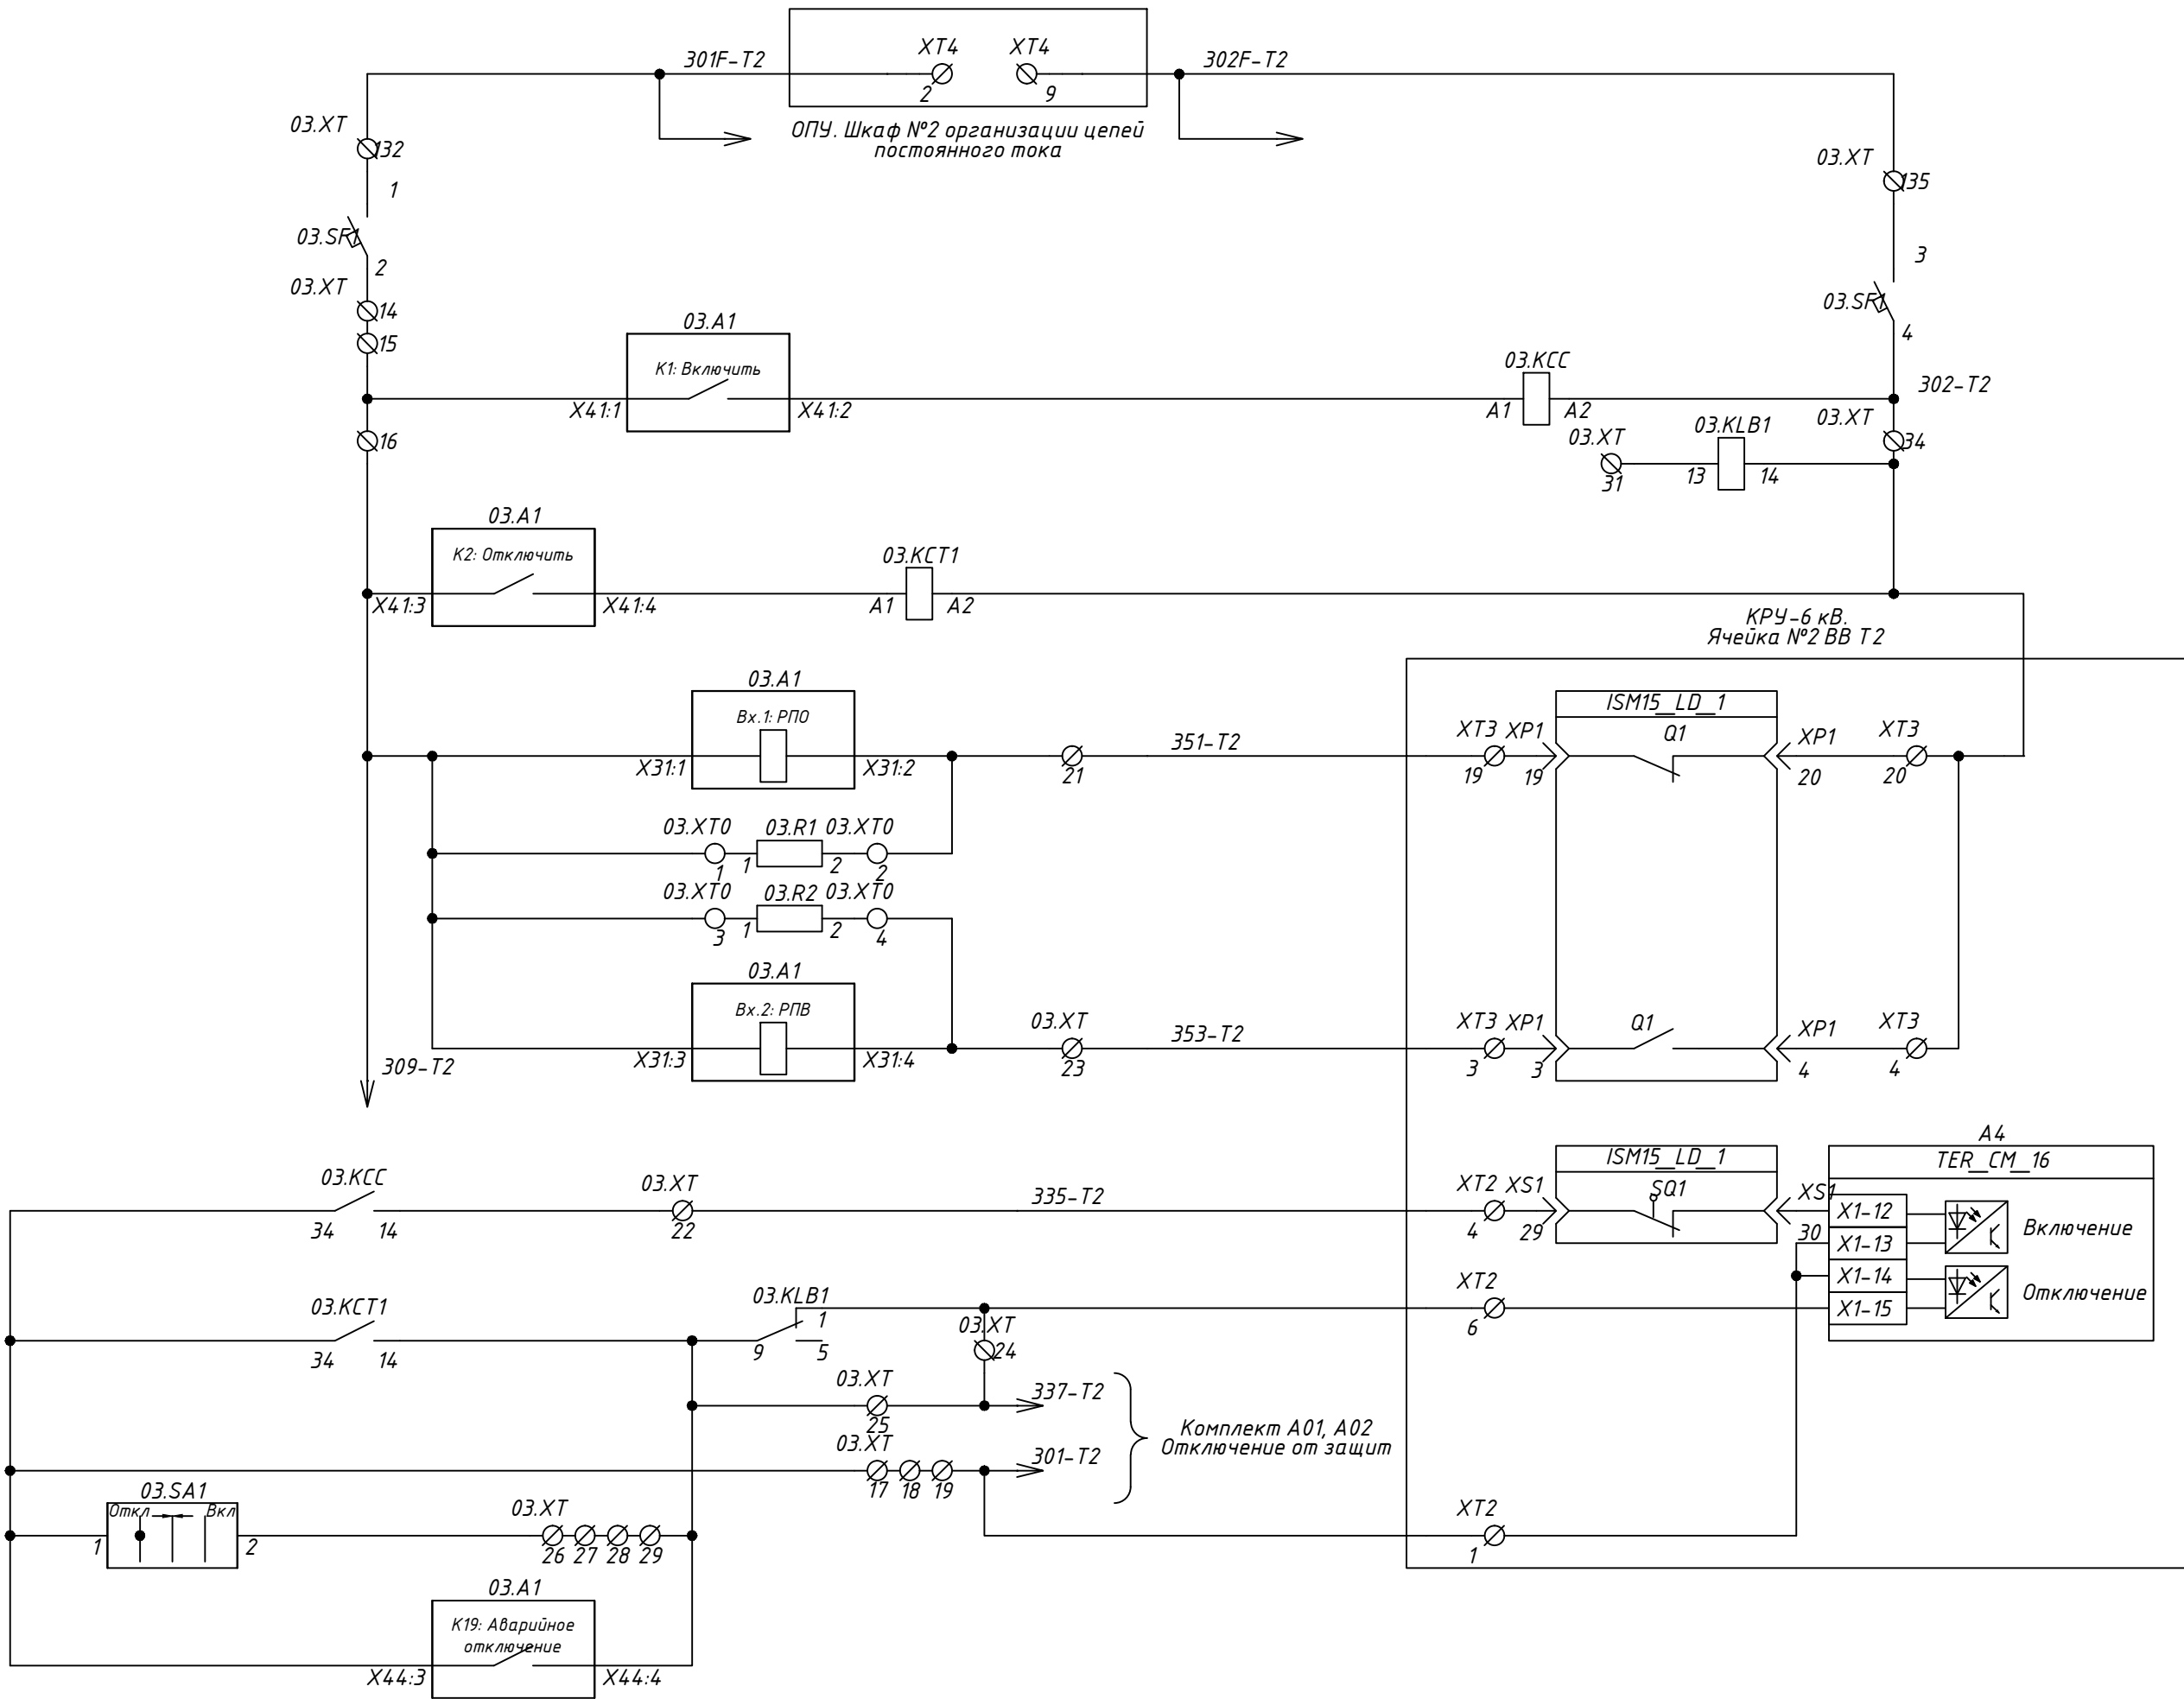 301F-T2
XT4
XT4
302F-T2
2
9
ОПУ. Шкаф №2 организации цепей
постоянного тока
03.XT
132
1
03.SF1
2
03.XT
14
15
03.XT
135
3
03.SF1
4
302-T2
03.A1
K1: Включить
X41:1
X41:2
03.KCC
A1
A2
16
03.XT
31
03.KLB1
13
14
03.XT
34
03.A1
K2: Отключить
X41:3
X41:4
03.KCT1
A1
A2
КРУ-6 кВ.
Ячейка №2 ВВ Т2
03.A1
Вх.1: РПО
X31:1
X31:2
21
351-T2
XT3
XP1
19
19
ISM15_LD_1
Q1
XP1
XT3
20
20
03.XT0
03.R1
03.XT0
1
1
2
2
03.XT0
03.R2
03.XT0
3
1
2
4
03.A1
Вх.2: РПВ
X31:3
X31:4
03.XT
23
353-T2
XT3
XP1
3
3
Q1
XP1
XT3
4
4
309-T2
03.KCC
34
14
03.XT
22
335-T2
XT2
XS1
4
29
ISM15_LD_1
SQ1
XS1
30
A4
TER_CM_16
X1-12
X1-13
X1-14
X1-15
Включение
Отключение
03.KCT1
34
14
03.KLB1
1
9
5
03.XT
24
XT2
6
03.XT
25
337-T2
03.XT
17
18
19
301-T2
Комплект А01, А02
Отключение от защит
03.SA1
Откл
Вкл
1
2
03.XT
26
27
28
29
XT2
1
03.A1
K19: Аварийное
отключение
X44:3
X44:4